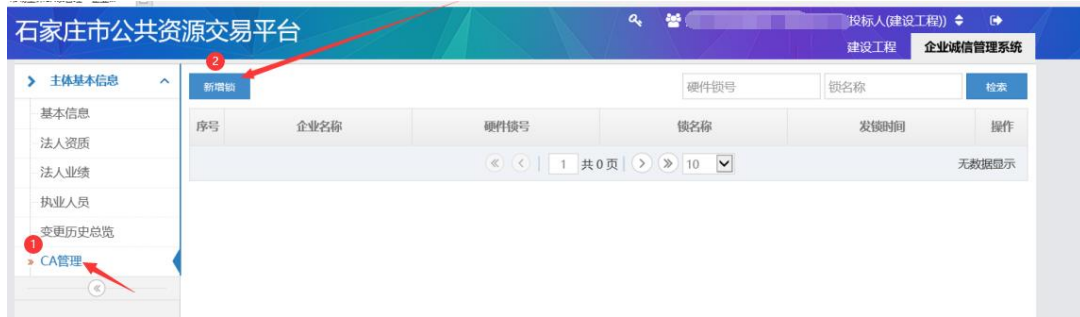 石家庄市公共资源交易平台
投标人(建设工程))
建设工程 企业诚信管理系统
主体基本信息
2
新增锁 硬件锁号 锁名称 检索
基本信息
序号 企业名称 硬件锁号 锁名称 发锁时间 操作
法人资质
1 共 0 页 10 无数据显示
法人业绩
执业人员
变更历史总览
1
CA管理